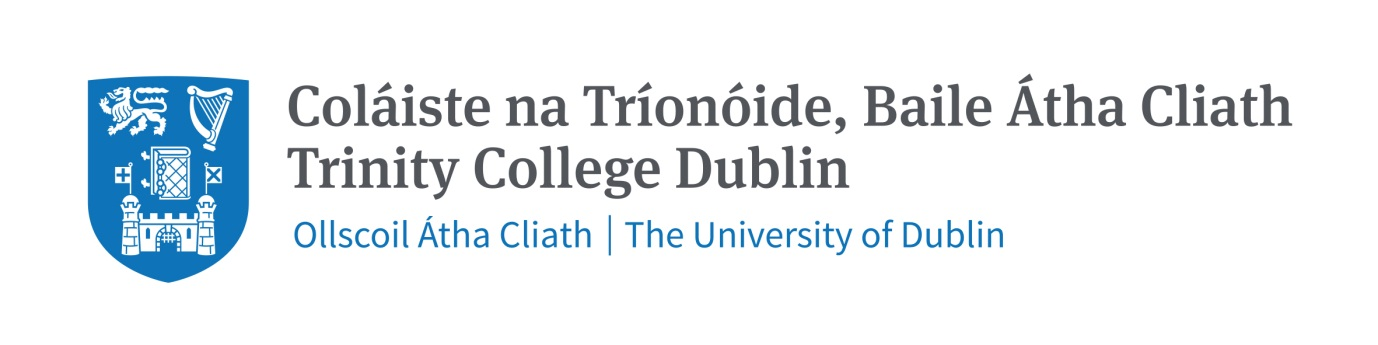 Coláiste na Tríonóide, Baile Átha Cliath
Trinity College Dublin
Ollscoil Átha Cliath | The University of Dublin